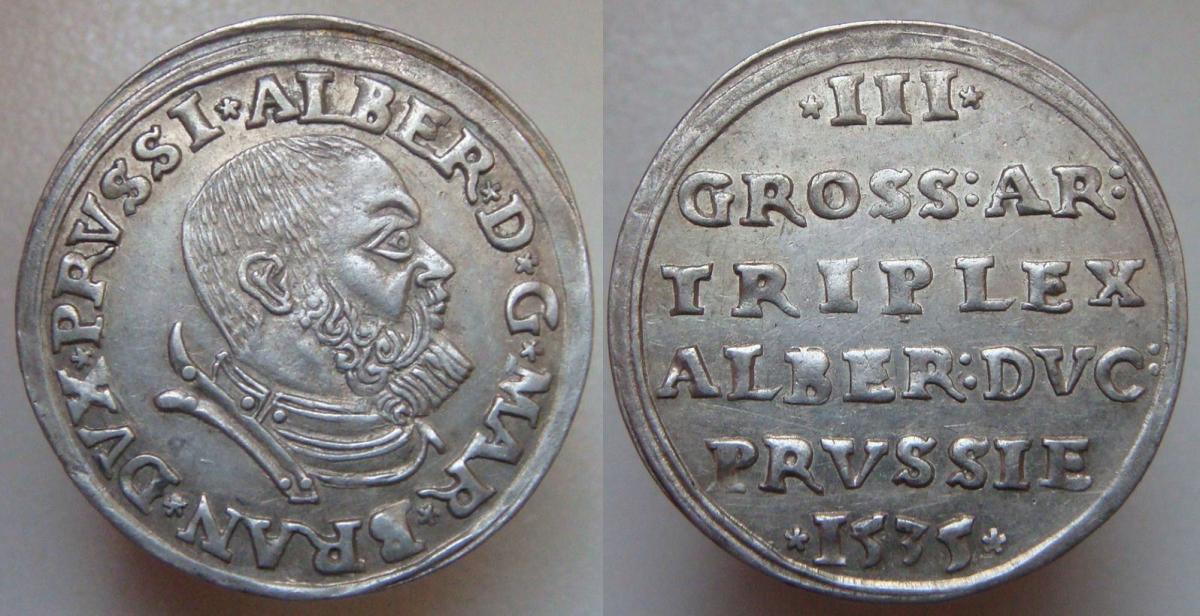 *ALBER*D*G*MAR*BRAN*DVX*PRVSSI
*III*
GROSS:AR:
TRIPLEX
ALBER:DVC:
PRVSSIE
*1535*